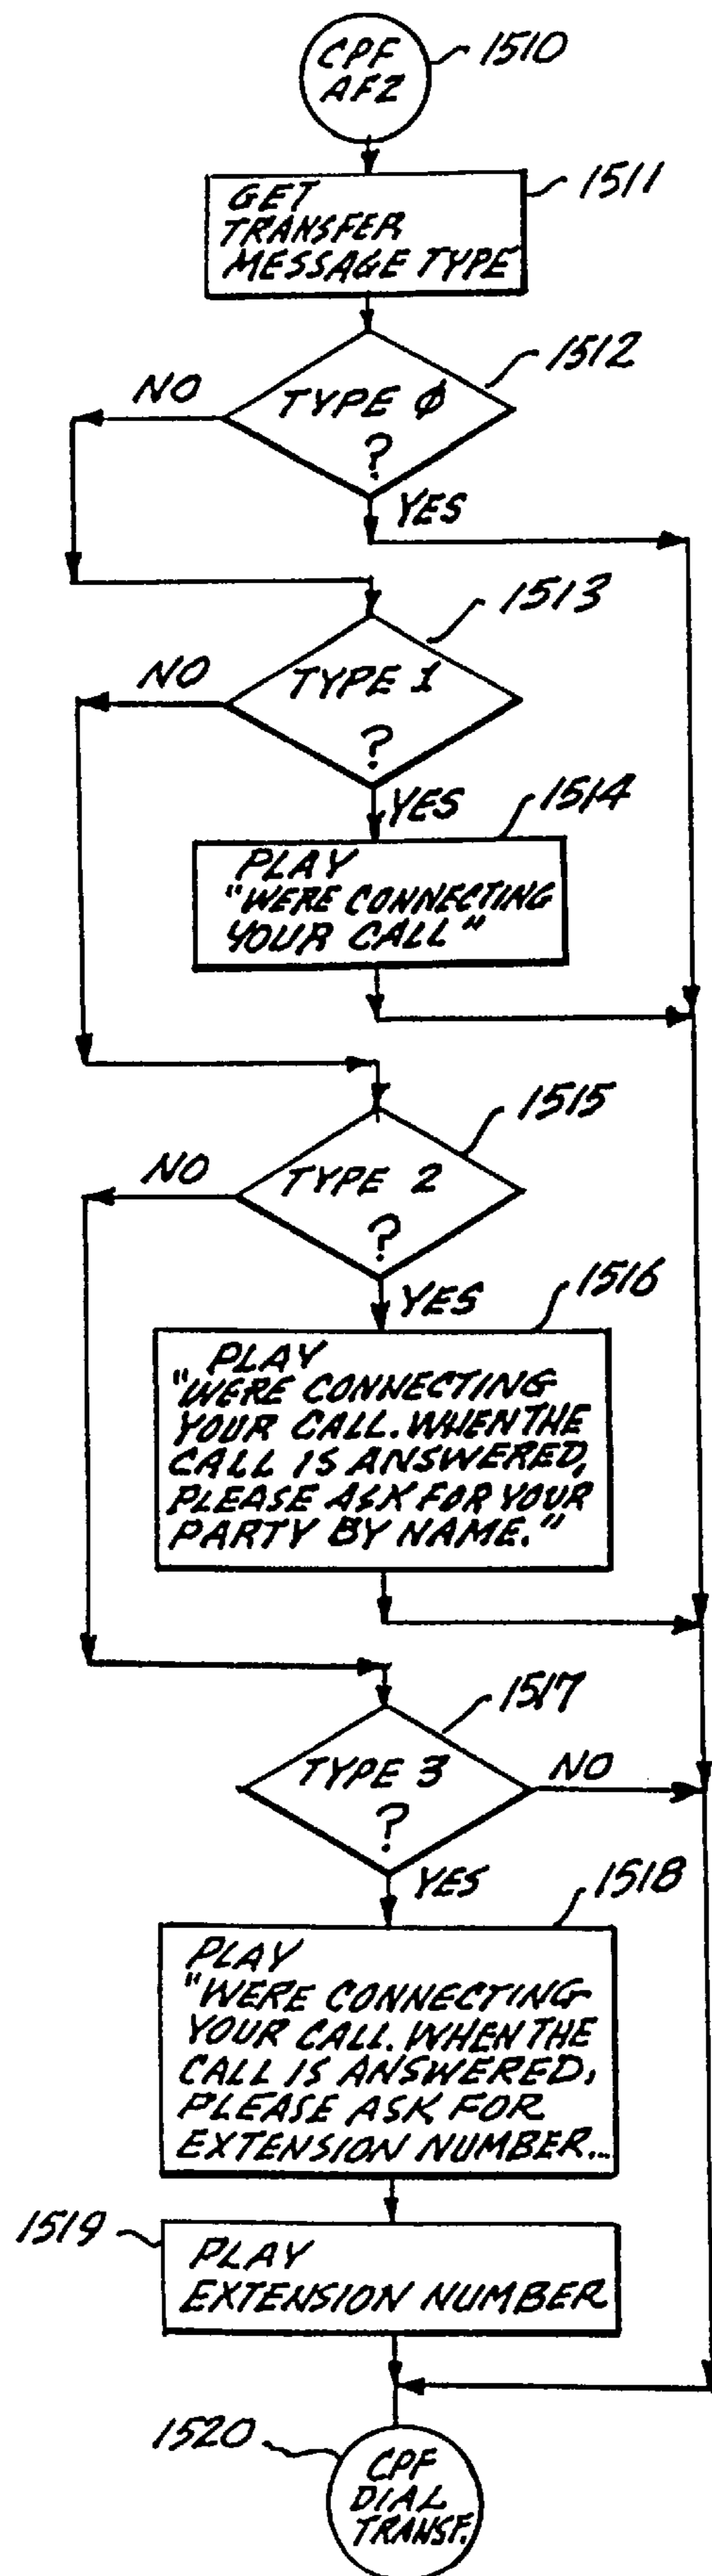 CPF
AFZ
1510
GET
TRANSFER
MESSAGE TYPE
1511
TYPE Ø
?
1512
NO
YES
TYPE 1
?
1513
NO
YES
PLAY
"WERE CONNECTING
YOUR CALL"
1514
TYPE 2
?
1515
NO
YES
PLAY
"WERE CONNECTING
YOUR CALL. WHEN THE
CALL IS ANSWERED,
PLEASE ASK FOR YOUR
PARTY BY NAME."
1516
TYPE 3
?
1517
NO
YES
PLAY
"WERE CONNECTING
YOUR CALL. WHEN THE
CALL IS ANSWERED,
PLEASE ASK FOR
EXTENSION NUMBER...
1518
1519
PLAY
EXTENSION NUMBER
1520
CPF
DIAL
TRANSF.